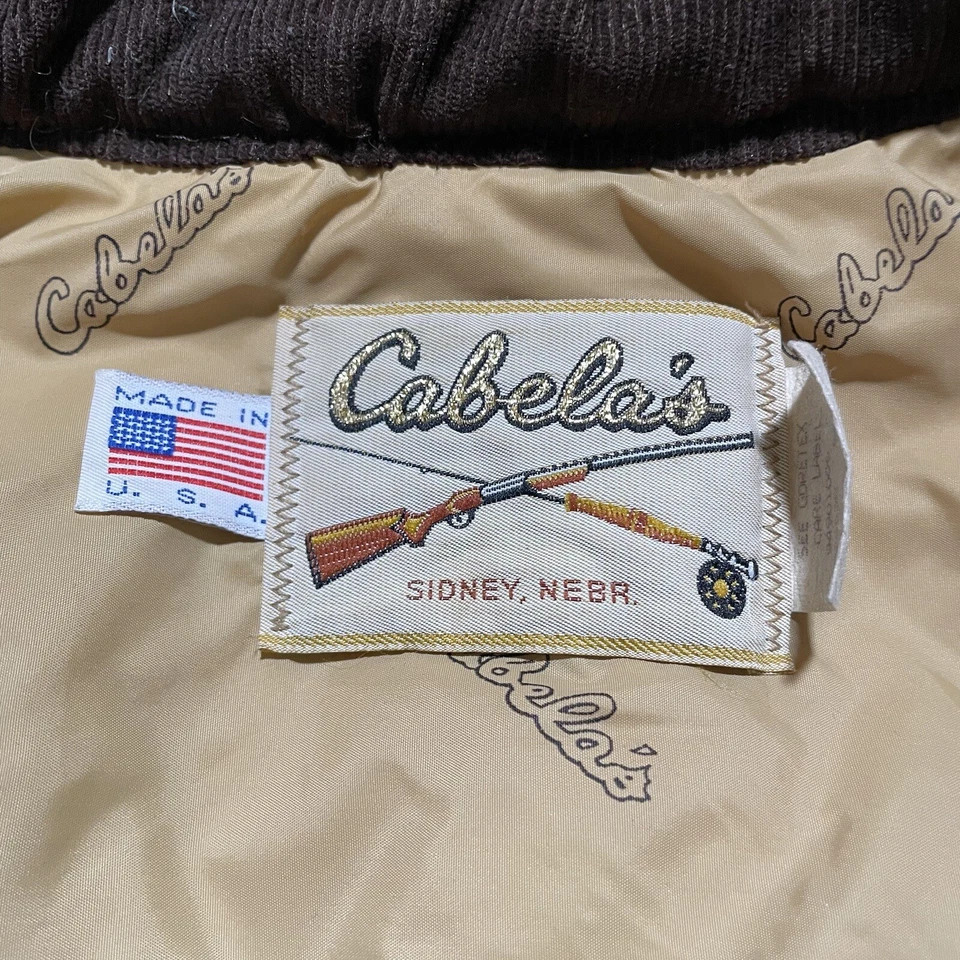 Cabela's
Cabela's
MADE IN
U. S. A.
Cabela's
SIDNEY, NEBR.
SEE GORETEX
CARE LABEL
Cabela's